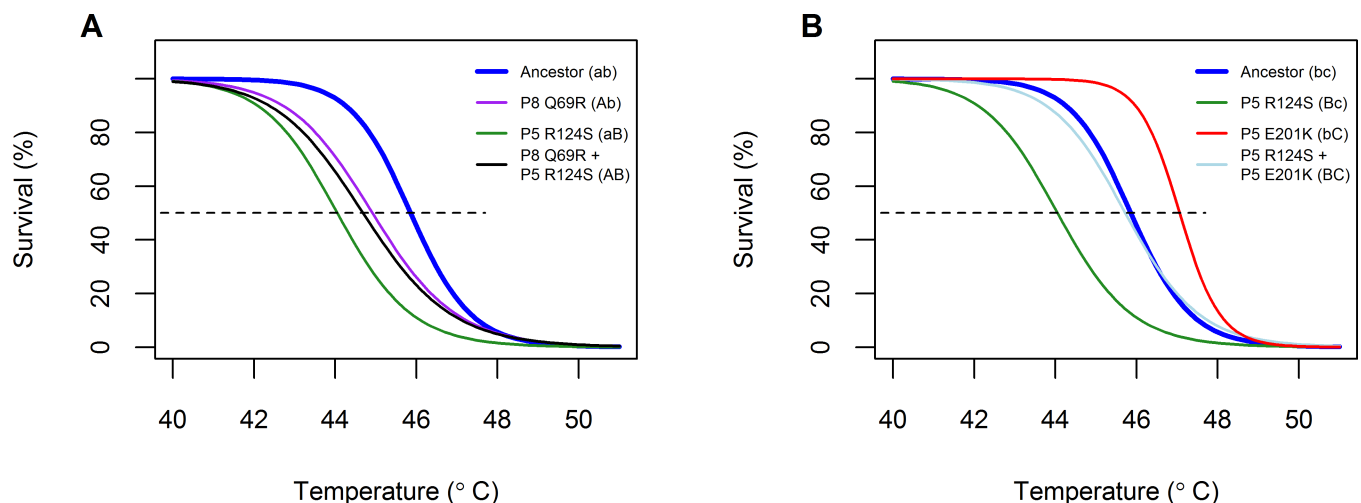 A
Survival (%)
80
60
40
20
0
Ancestor (ab)
P8 Q69R (Ab)
P5 R124S (aB)
P8 Q69R +
P5 R124S (AB)
40 42 44 46 48 50
Temperature (° C)
B
Survival (%)
80
60
40
20
0
Ancestor (bc)
P5 R124S (Bc)
P5 E201K (bC)
P5 R124S +
P5 E201K (BC)
40 42 44 46 48 50
Temperature (° C)